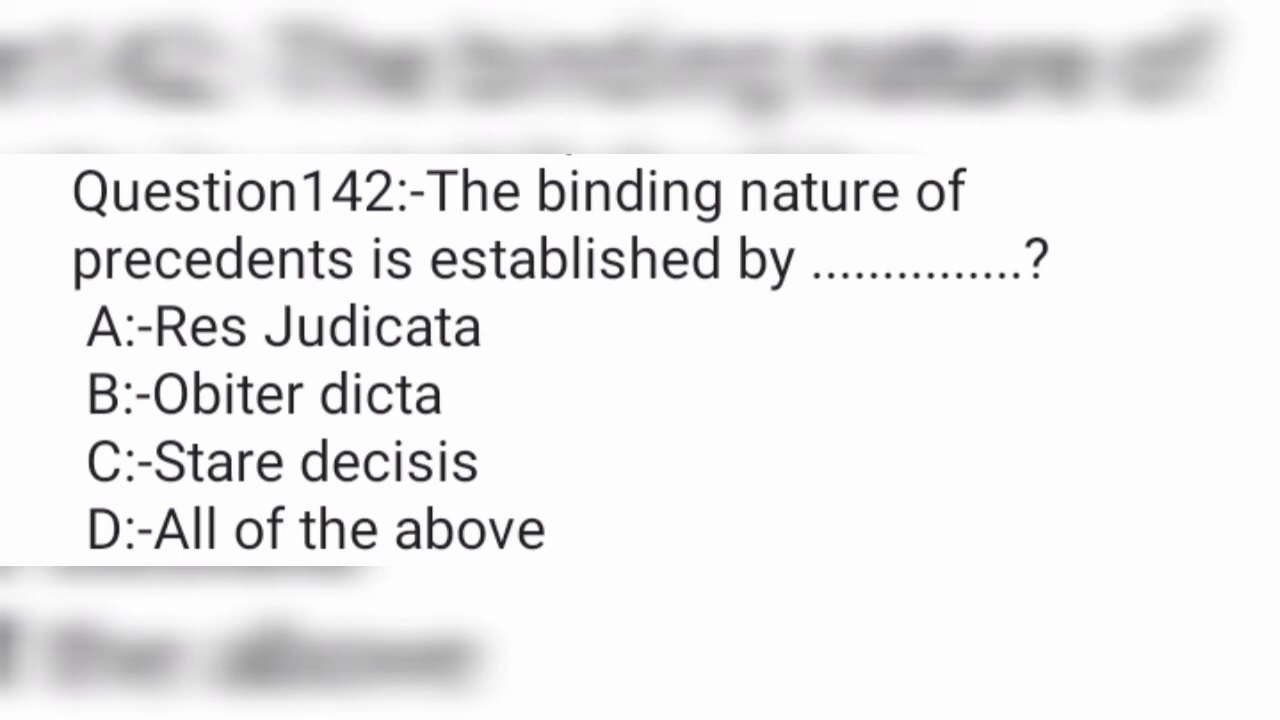 Question142:-The binding nature of
precedents is established by ...............?
A:-Res Judicata
B:-Obiter dicta
C:-Stare decisis
D:-All of the above